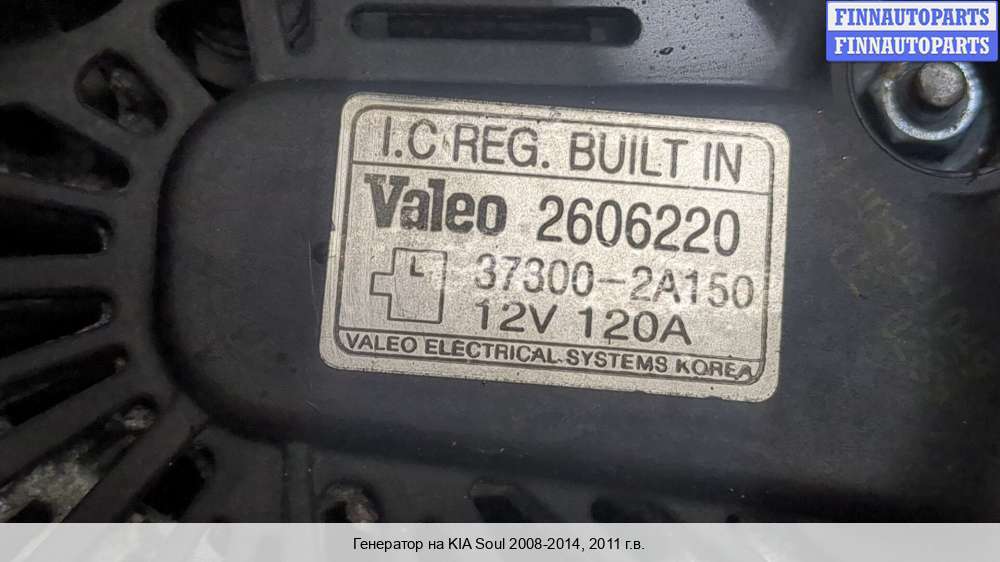 FINNAUTOPARTS
FINNAUTOPARTS
I.C REG. BUILT IN
Valeo 2606220
L 37300-2A150
12V 120A
VALEO ELECTRICAL SYSTEMS KOREA
Генератор на KIA Soul 2008-2014, 2011 г.в.